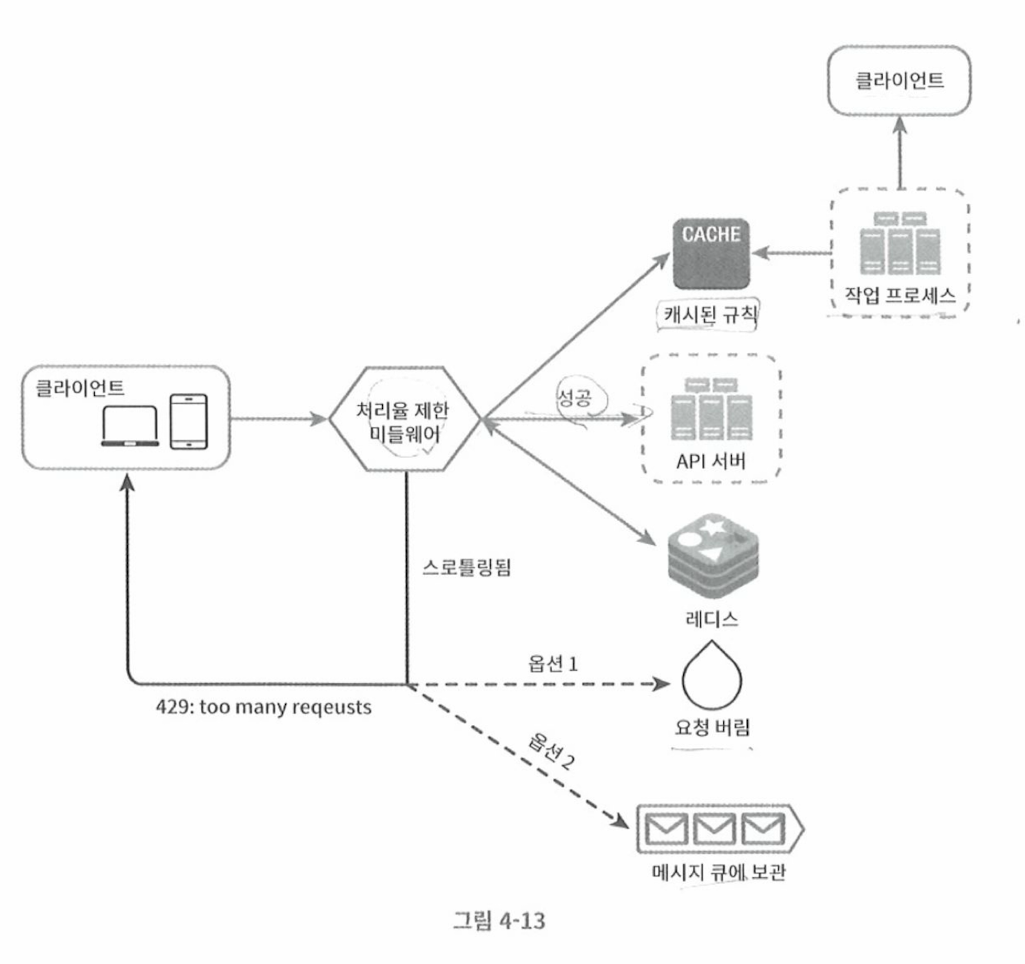 클라이언트
CACHE
캐시된 규칙
작업 프로세스
클라이언트
처리율 제한
미들웨어
성공
API 서버
스로틀링됨
레디스
옵션 1
429: too many reqeusts
요청 버림
옵션 2
메시지 큐에 보관
그림 4-13